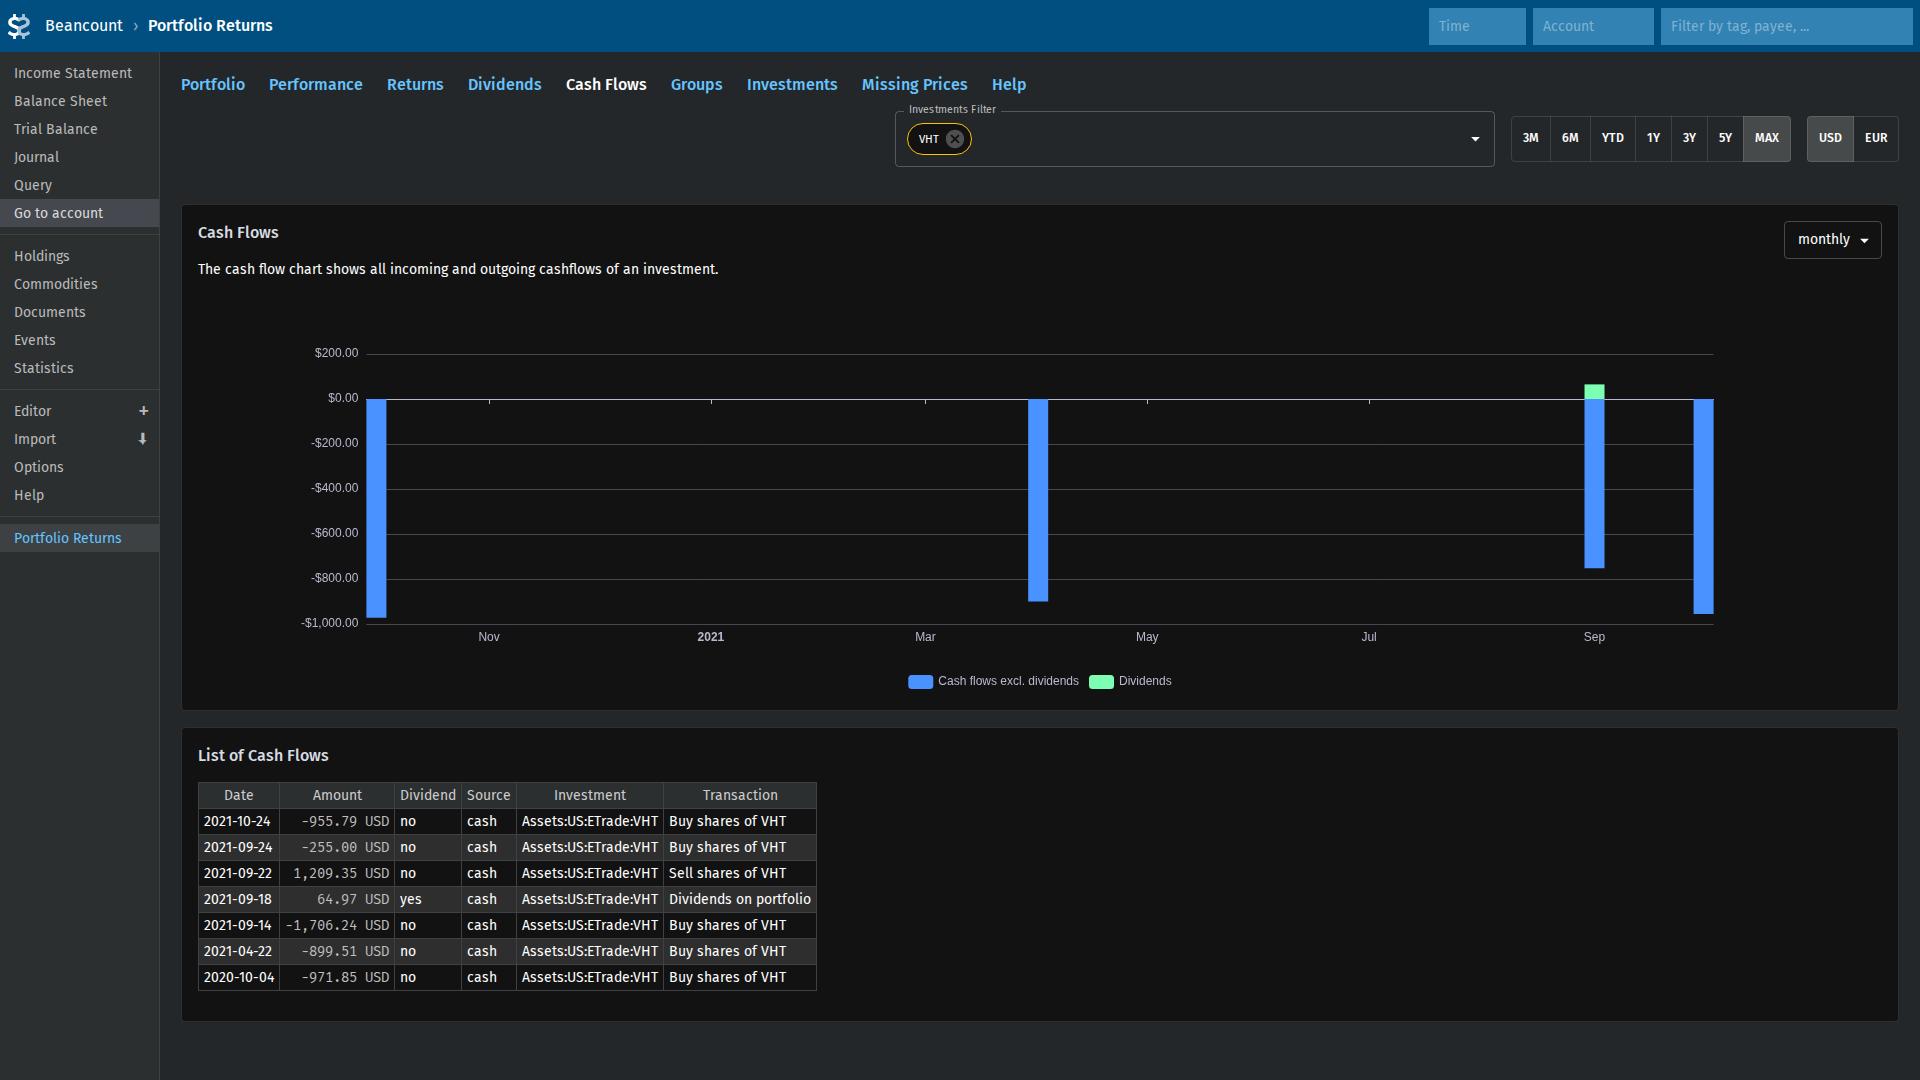 Beancount › Portfolio Returns
Time
Account
Filter by tag, payee, ...
Income Statement
Balance Sheet
Trial Balance
Journal
Query
Go to account
Holdings
Commodities
Documents
Events
Statistics
Editor +
Import
Options
Help
Portfolio Returns
Portfolio Performance Returns Dividends Cash Flows Groups Investments Missing Prices Help
Investments Filter
VHT
3M 6M YTD 1Y 3Y 5Y MAX USD EUR
Cash Flows
monthly
The cash flow chart shows all incoming and outgoing cashflows of an investment.
$200.00
$0.00
-$200.00
-$400.00
-$600.00
-$800.00
-$1,000.00
Nov 2021 Mar May Jul Sep
Cash flows excl. dividends Dividends
List of Cash Flows
Date Amount Dividend Source Investment Transaction
2021-10-24 -955.79 USD no cash Assets:US:ETrade:VHT Buy shares of VHT
2021-09-24 -255.00 USD no cash Assets:US:ETrade:VHT Buy shares of VHT
2021-09-22 1,209.35 USD no cash Assets:US:ETrade:VHT Sell shares of VHT
2021-09-18 64.97 USD yes cash Assets:US:ETrade:VHT Dividends on portfolio
2021-09-14 -1,706.24 USD no cash Assets:US:ETrade:VHT Buy shares of VHT
2021-04-22 -899.51 USD no cash Assets:US:ETrade:VHT Buy shares of VHT
2020-10-04 -971.85 USD no cash Assets:US:ETrade:VHT Buy shares of VHT